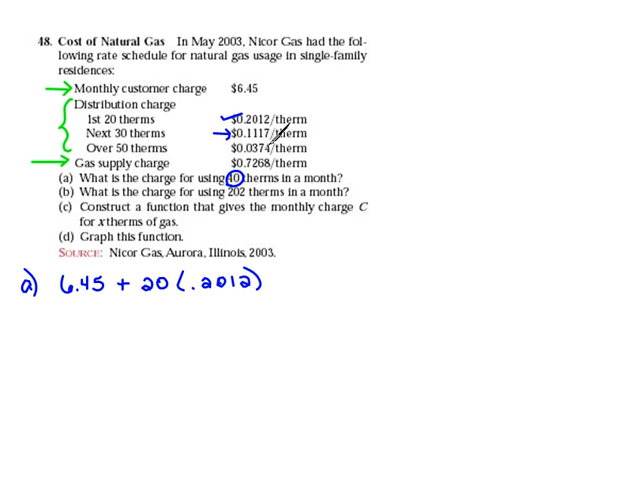 48. Cost of Natural Gas In May 2003, Nicor Gas had the fol-
lowing rate schedule for natural gas usage in single-family
residences:
Monthly customer charge $6.45
Distribution charge
1st 20 therms $0.2012/therm
Next 30 therms $0.1117/therm
Over 50 therms $0.0374/therm
Gas supply charge $0.7268/therm
(a) What is the charge for using 40 therms in a month?
(b) What is the charge for using 202 therms in a month?
(c) Construct a function that gives the monthly charge C
for x therms of gas.
(d) Graph this function.
SOURCE: Nicor Gas, Aurora, Illinois, 2003.
a) 6.45 + 20 (.2012)